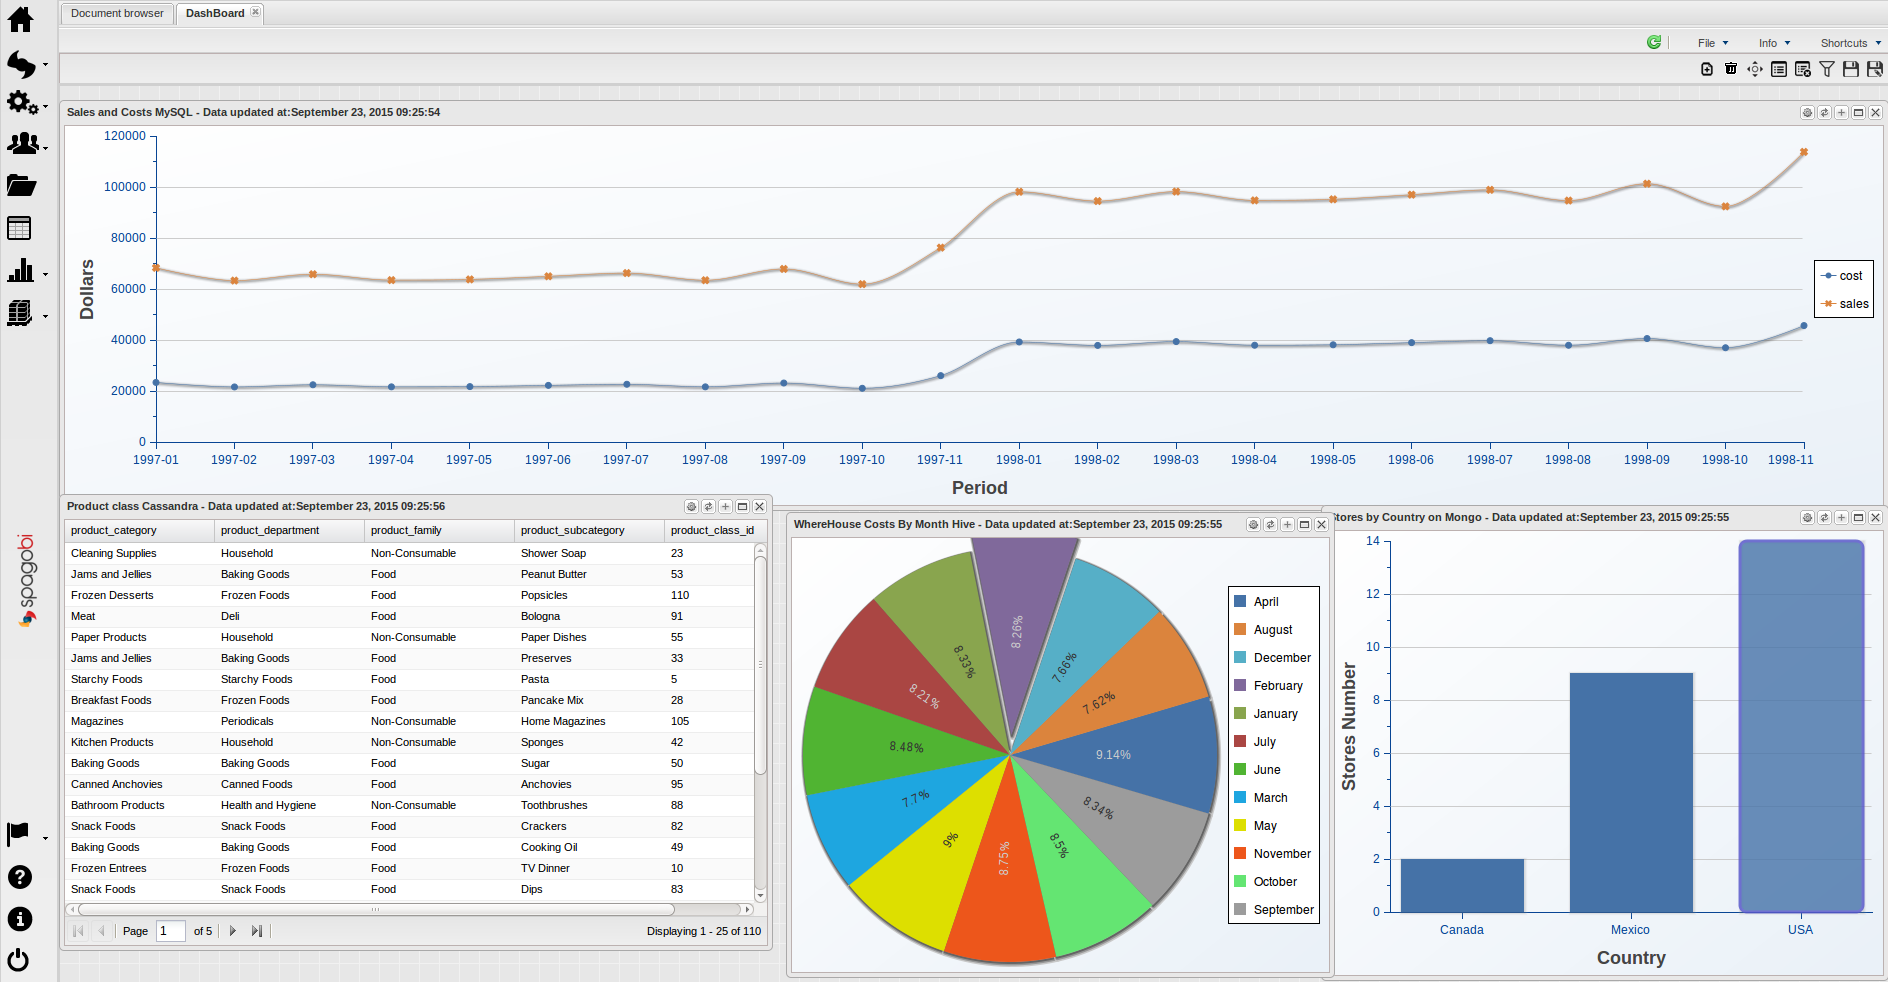 Document browser
DashBoard
File
Info
Shortcuts
Sales and Costs MySQL - Data updated at:September 23, 2015 09:25:54
120000
100000
80000
60000
40000
20000
0
Dollars
1997-01 1997-02 1997-03 1997-04 1997-05 1997-06 1997-07 1997-08 1997-09 1997-10 1997-11 1998-01 1998-02 1998-03 1998-04 1998-05 1998-06 1998-07 1998-08 1998-09 1998-10 1998-11
Period
cost
sales
spagobi
Product class Cassandra - Data updated at:September 23, 2015 09:25:56
product_category product_department product_family product_subcategory product_class_id
Cleaning Supplies Household Non-Consumable Shower Soap 23
Jams and Jellies Baking Goods Food Peanut Butter 53
Frozen Desserts Frozen Foods Food Popsicles 110
Meat Deli Food Bologna 91
Paper Products Household Non-Consumable Paper Dishes 55
Jams and Jellies Baking Goods Food Preserves 33
Starchy Foods Starchy Foods Food Pasta 5
Breakfast Foods Frozen Foods Food Pancake Mix 28
Magazines Periodicals Non-Consumable Home Magazines 105
Kitchen Products Household Non-Consumable Sponges 42
Baking Goods Baking Goods Food Sugar 50
Canned Anchovies Canned Foods Food Anchovies 95
Bathroom Products Health and Hygiene Non-Consumable Toothbrushes 88
Snack Foods Snack Foods Food Crackers 82
Baking Goods Baking Goods Food Cooking Oil 49
Frozen Entrees Frozen Foods Food TV Dinner 10
Snack Foods Snack Foods Food Dips 83
Page 1 of 5
Displaying 1 - 25 of 110
WhereHouse Costs By Month Hive - Data updated at:September 23, 2015 09:25:55
8.26%
7.66%
7.62%
9.14%
8.34%
8.5%
8.75%
9%
7.7%
8.48%
8.21%
8.33%
April
August
December
February
January
July
June
March
May
November
October
September
tores by Country on Mongo - Data updated at:September 23, 2015 09:25:55
14
12
10
8
6
4
2
0
Stores Number
Canada Mexico USA
Country